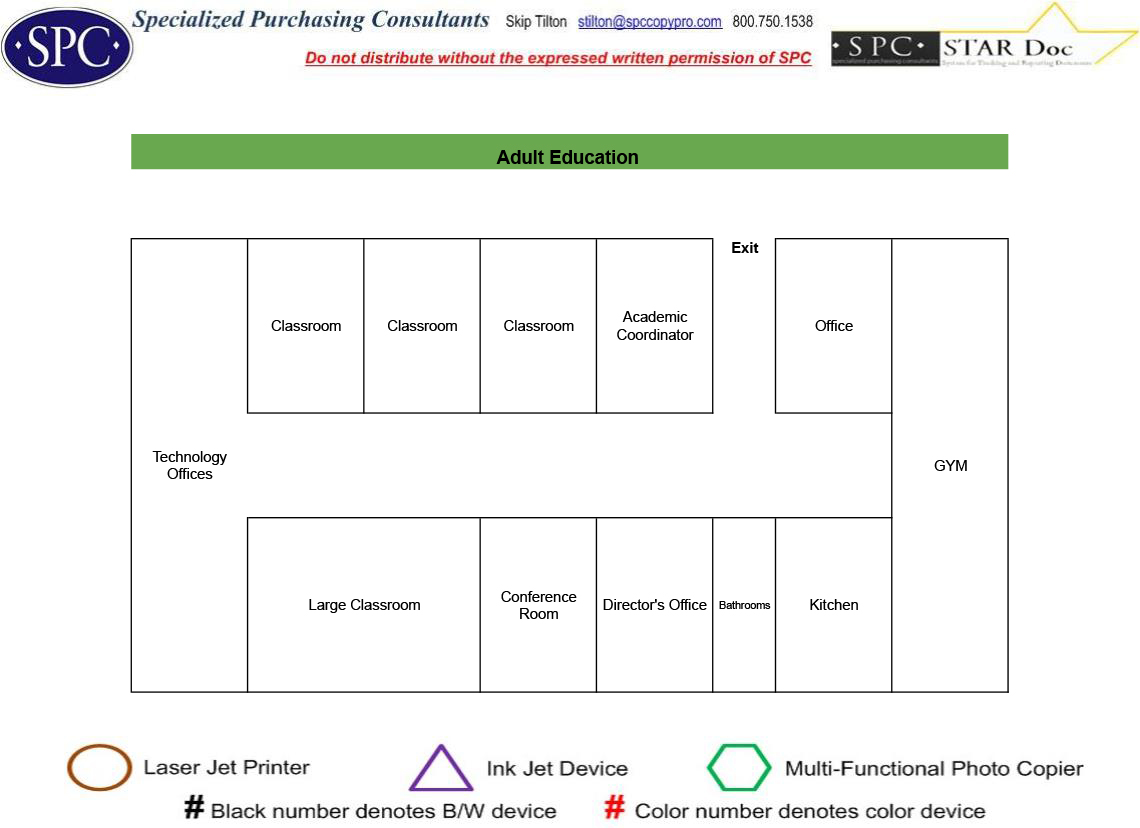 SPC
Specialized Purchasing Consultants Skip Tilton stilton@spccopypro.com 800.750.1538
Do not distribute without the expressed written permission of SPC
·SPC· STAR Doc
specialized purchasing consultants System for Tracking and Reporting Documents
Adult Education
Exit
Classroom
Classroom
Classroom
Academic
Coordinator
Office
Technology
Offices
GYM
Large Classroom
Conference
Room
Director's Office
Bathrooms
Kitchen
Laser Jet Printer
Ink Jet Device
Multi-Functional Photo Copier
# Black number denotes B/W device
# Color number denotes color device